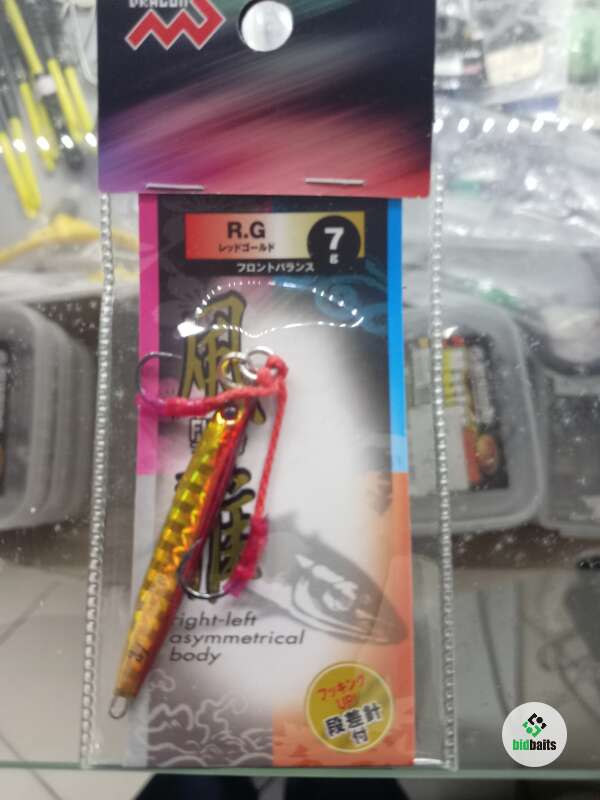 DRAGON
R.G
レッドゴールド
7
g
フロントバランス
right-left
asymmetrical
body
フッキング
UP!!
段差針
付
bidbaits